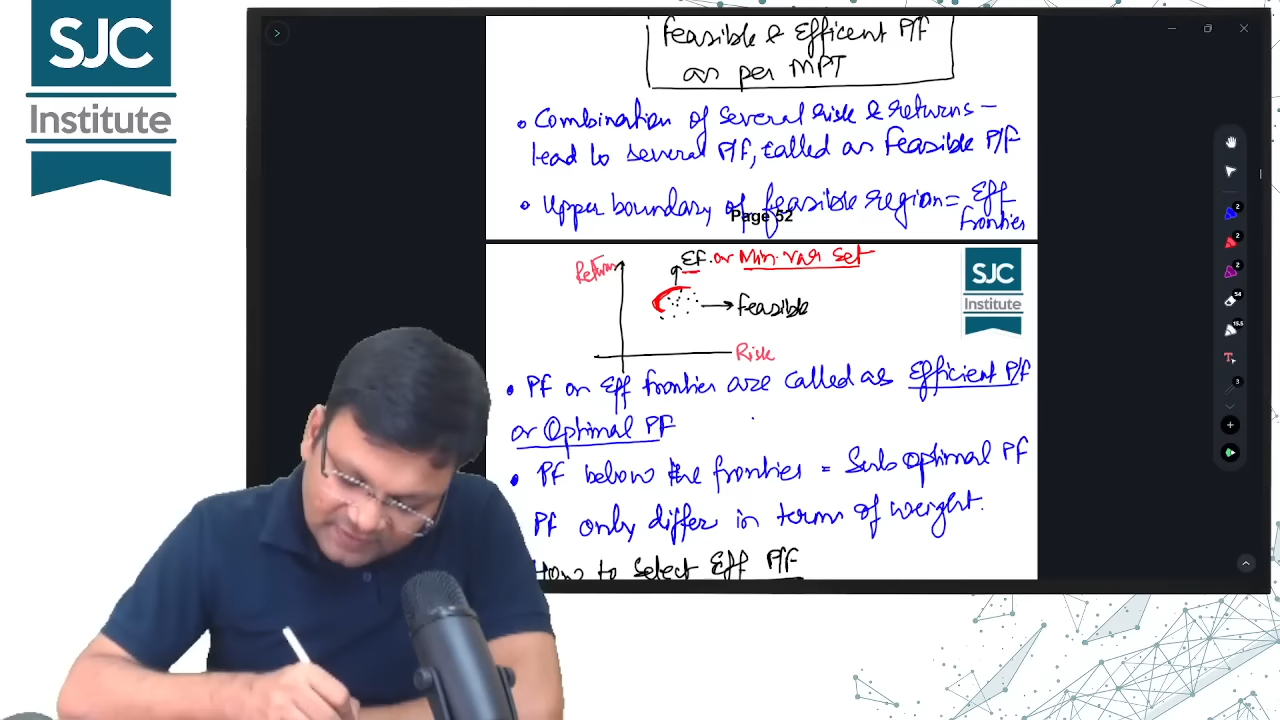 SJC
Institute
Feasible & Efficent P/F
as per MPT
• Combination of several risk & returns –
lead to several P/F, called as Feasible P/F
• Upper boundary of feasible region = Eff
frontier
Page 52
Return
EF. or Min. var set
Feasible
Risk
SJC
Institute
• PF on Eff frontier are called as Efficient P/F
or Optimal PF
• PF below the frontier = Sub optimal PF
PF only differ in terms of weight.
How to select Eff P/F